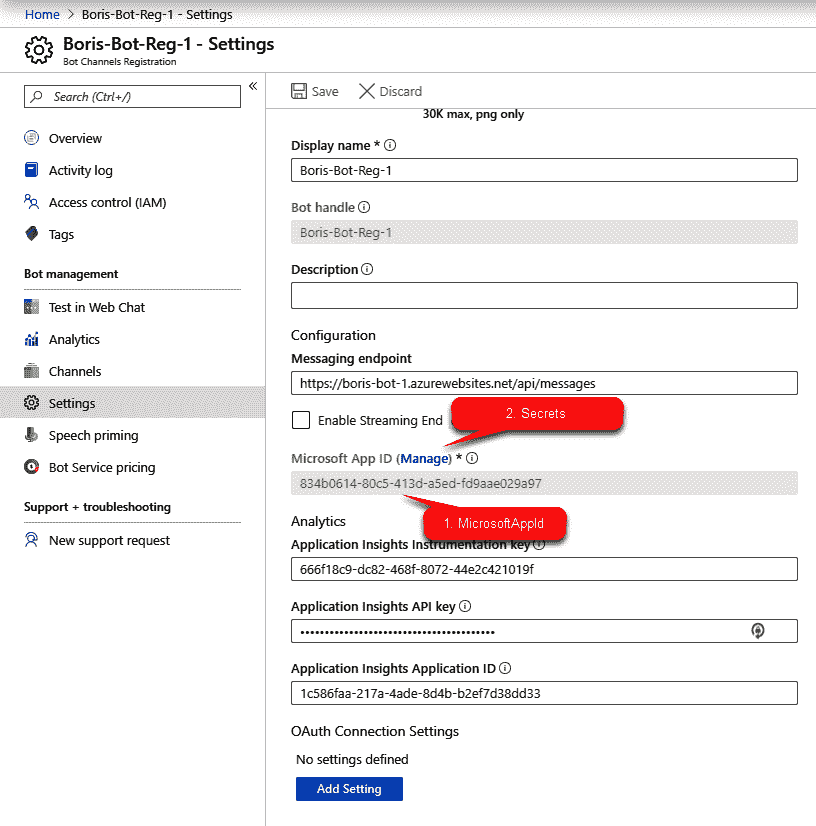 Home > Boris-Bot-Reg-1 - Settings
Boris-Bot-Reg-1 - Settings
Bot Channels Registration
Search (Ctrl+/)
«
Overview
Activity log
Access control (IAM)
Tags
Bot management
Test in Web Chat
Analytics
Channels
Settings
Speech priming
Bot Service pricing
Support + troubleshooting
New support request
Save
Discard
30K max, png only
Display name *
Boris-Bot-Reg-1
Bot handle
Boris-Bot-Reg-1
Description
Configuration
Messaging endpoint
https://boris-bot-1.azurewebsites.net/api/messages
Enable Streaming End
2. Secrets
Microsoft App ID (Manage) *
834b0614-80c5-413d-a5ed-fd9aae029a97
1. MicrosoftAppId
Analytics
Application Insights Instrumentation key
666f18c9-dc82-468f-8072-44e2c421019f
Application Insights API key
Application Insights Application ID
1c586faa-217a-4ade-8d4b-b2ef7d38dd33
OAuth Connection Settings
No settings defined
Add Setting